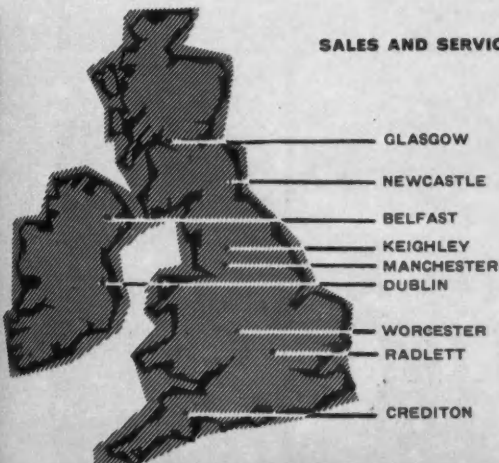 SALES AND SERVIC
GLASGOW
NEWCASTLE
BELFAST
KEIGHLEY
MANCHESTER
DUBLIN
WORCESTER
RADLETT
CREDITON